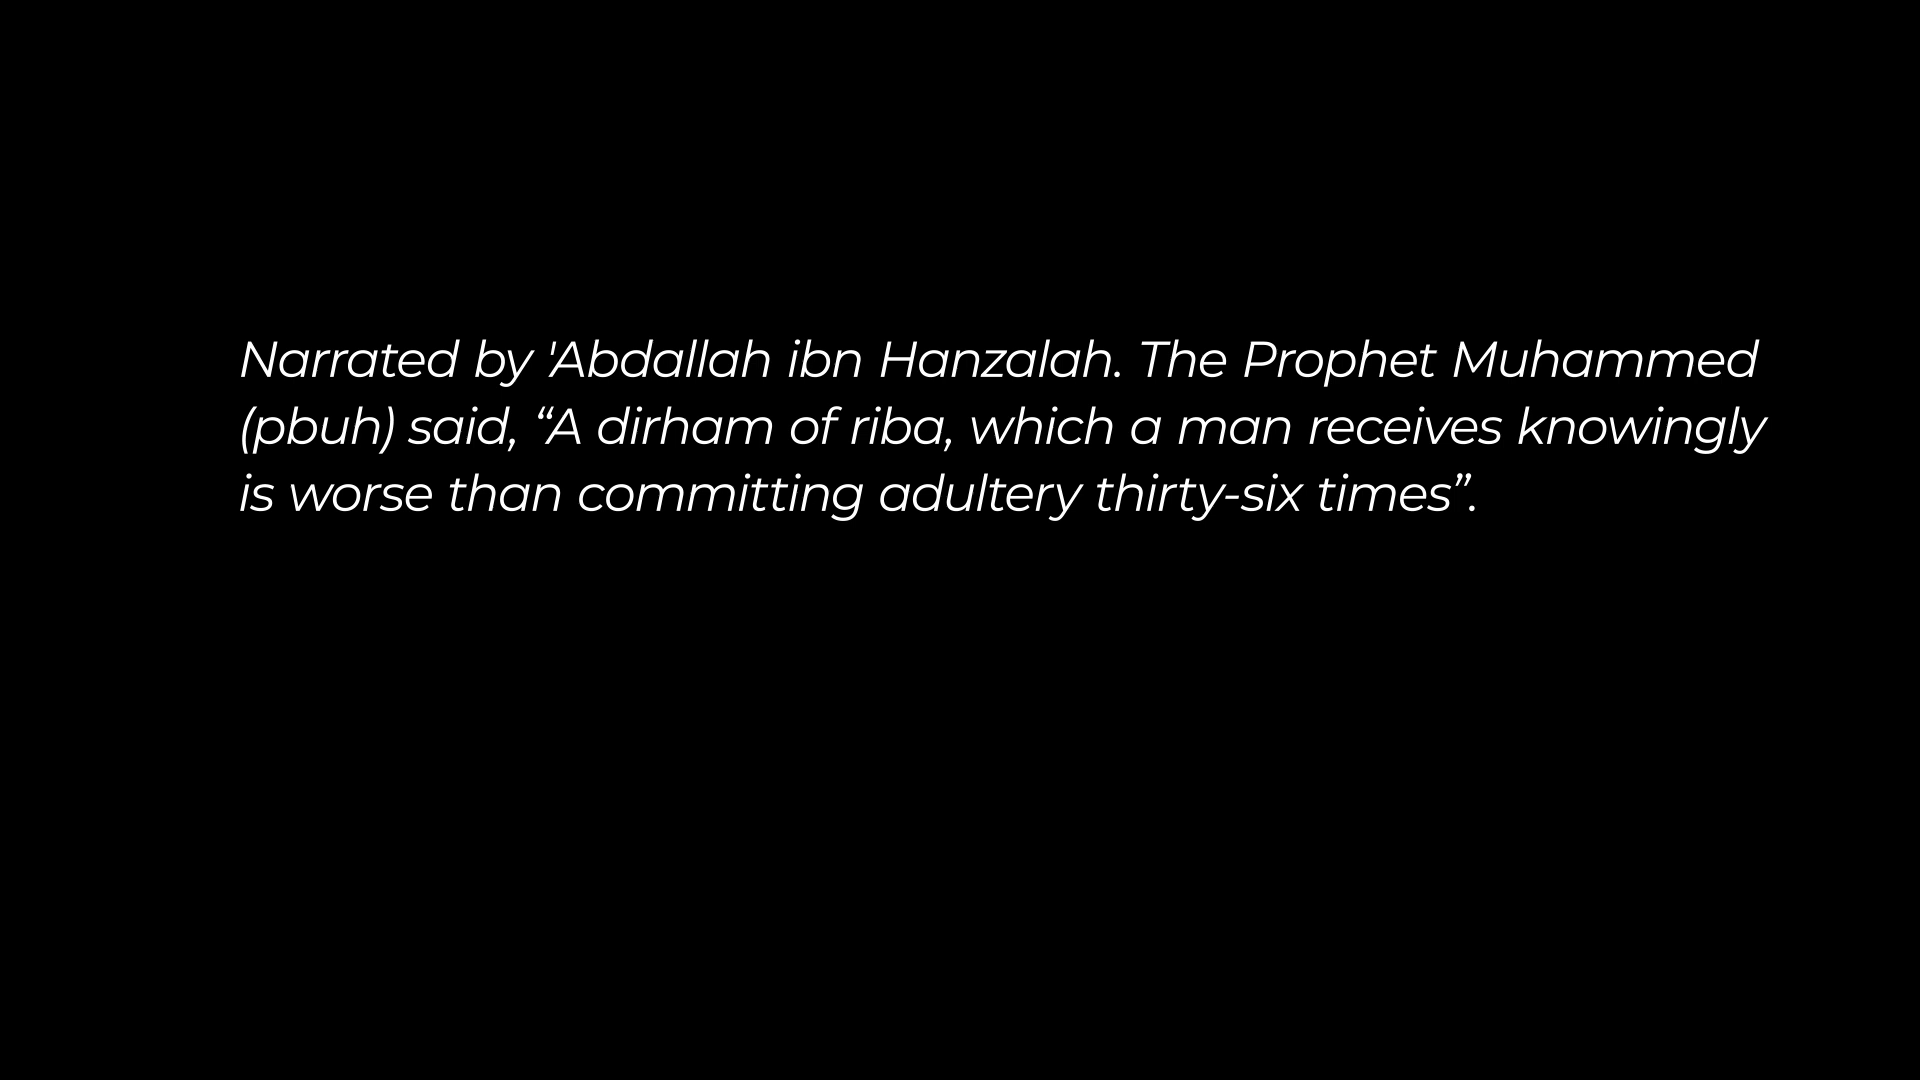 Narrated by 'Abdallah ibn Hanzalah. The Prophet Muhammed
(pbuh) said, “A dirham of riba, which a man receives knowingly
is worse than committing adultery thirty-six times”.